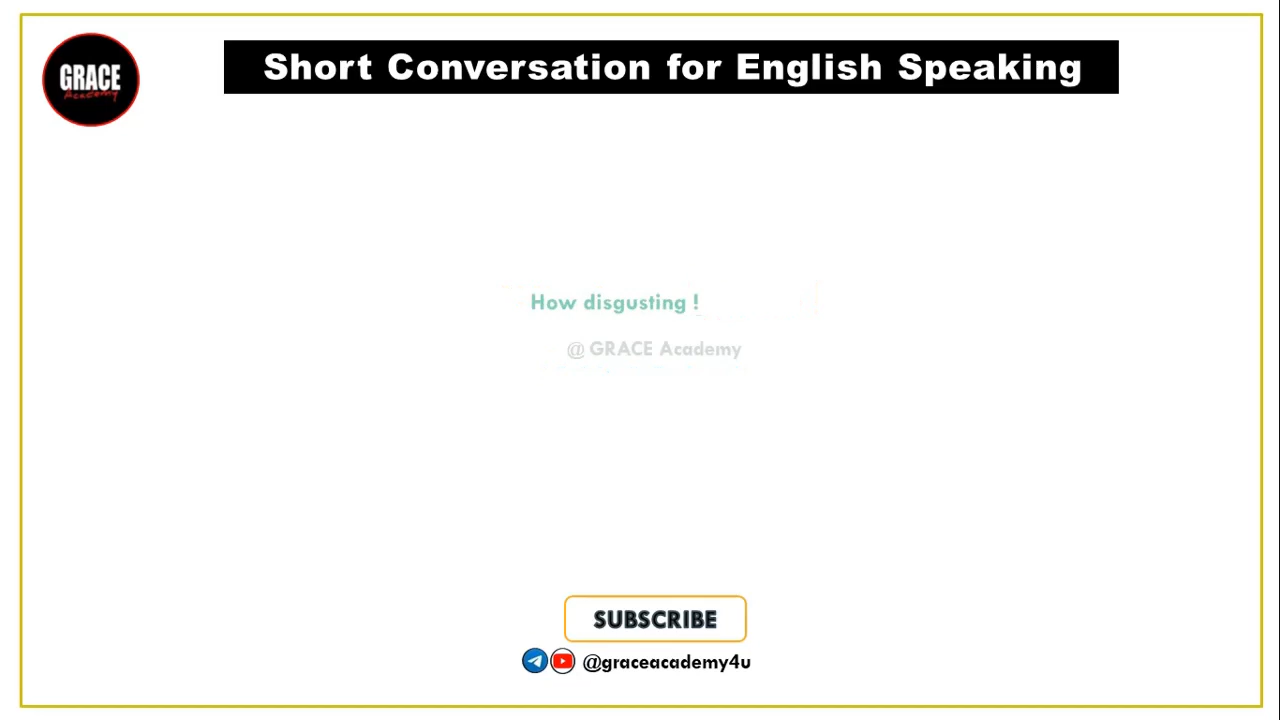 GRACE
Academy
Short Conversation for English Speaking
How disgusting !
@ GRACE Academy
SUBSCRIBE
@graceacademy4u